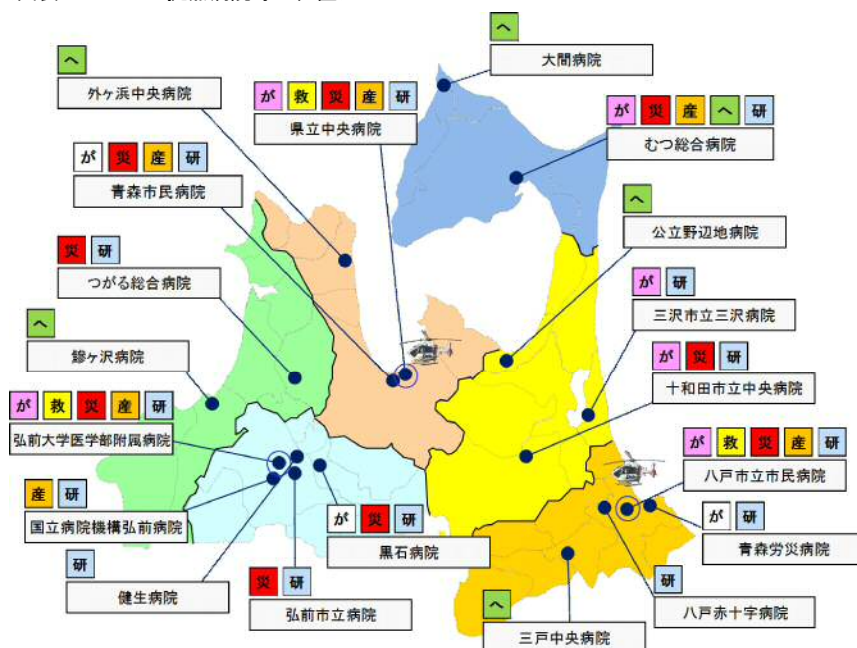 へ
大間病院
へ
外ヶ浜中央病院
が 救 災 産 研
県立中央病院
が 災 産 へ 研
むつ総合病院
が 災 産 研
青森市民病院
へ
公立野辺地病院
災 研
つがる総合病院
が 研
三沢市立三沢病院
へ
鰺ヶ沢病院
が 災 研
十和田市立中央病院
が 救 災 産 研
弘前大学医学部附属病院
が 救 災 産 研
八戸市立市民病院
産 研
国立病院機構弘前病院
が 災 研
黒石病院
が 研
青森労災病院
研
健生病院
災 研
弘前市立病院
研
八戸赤十字病院
へ
三戸中央病院